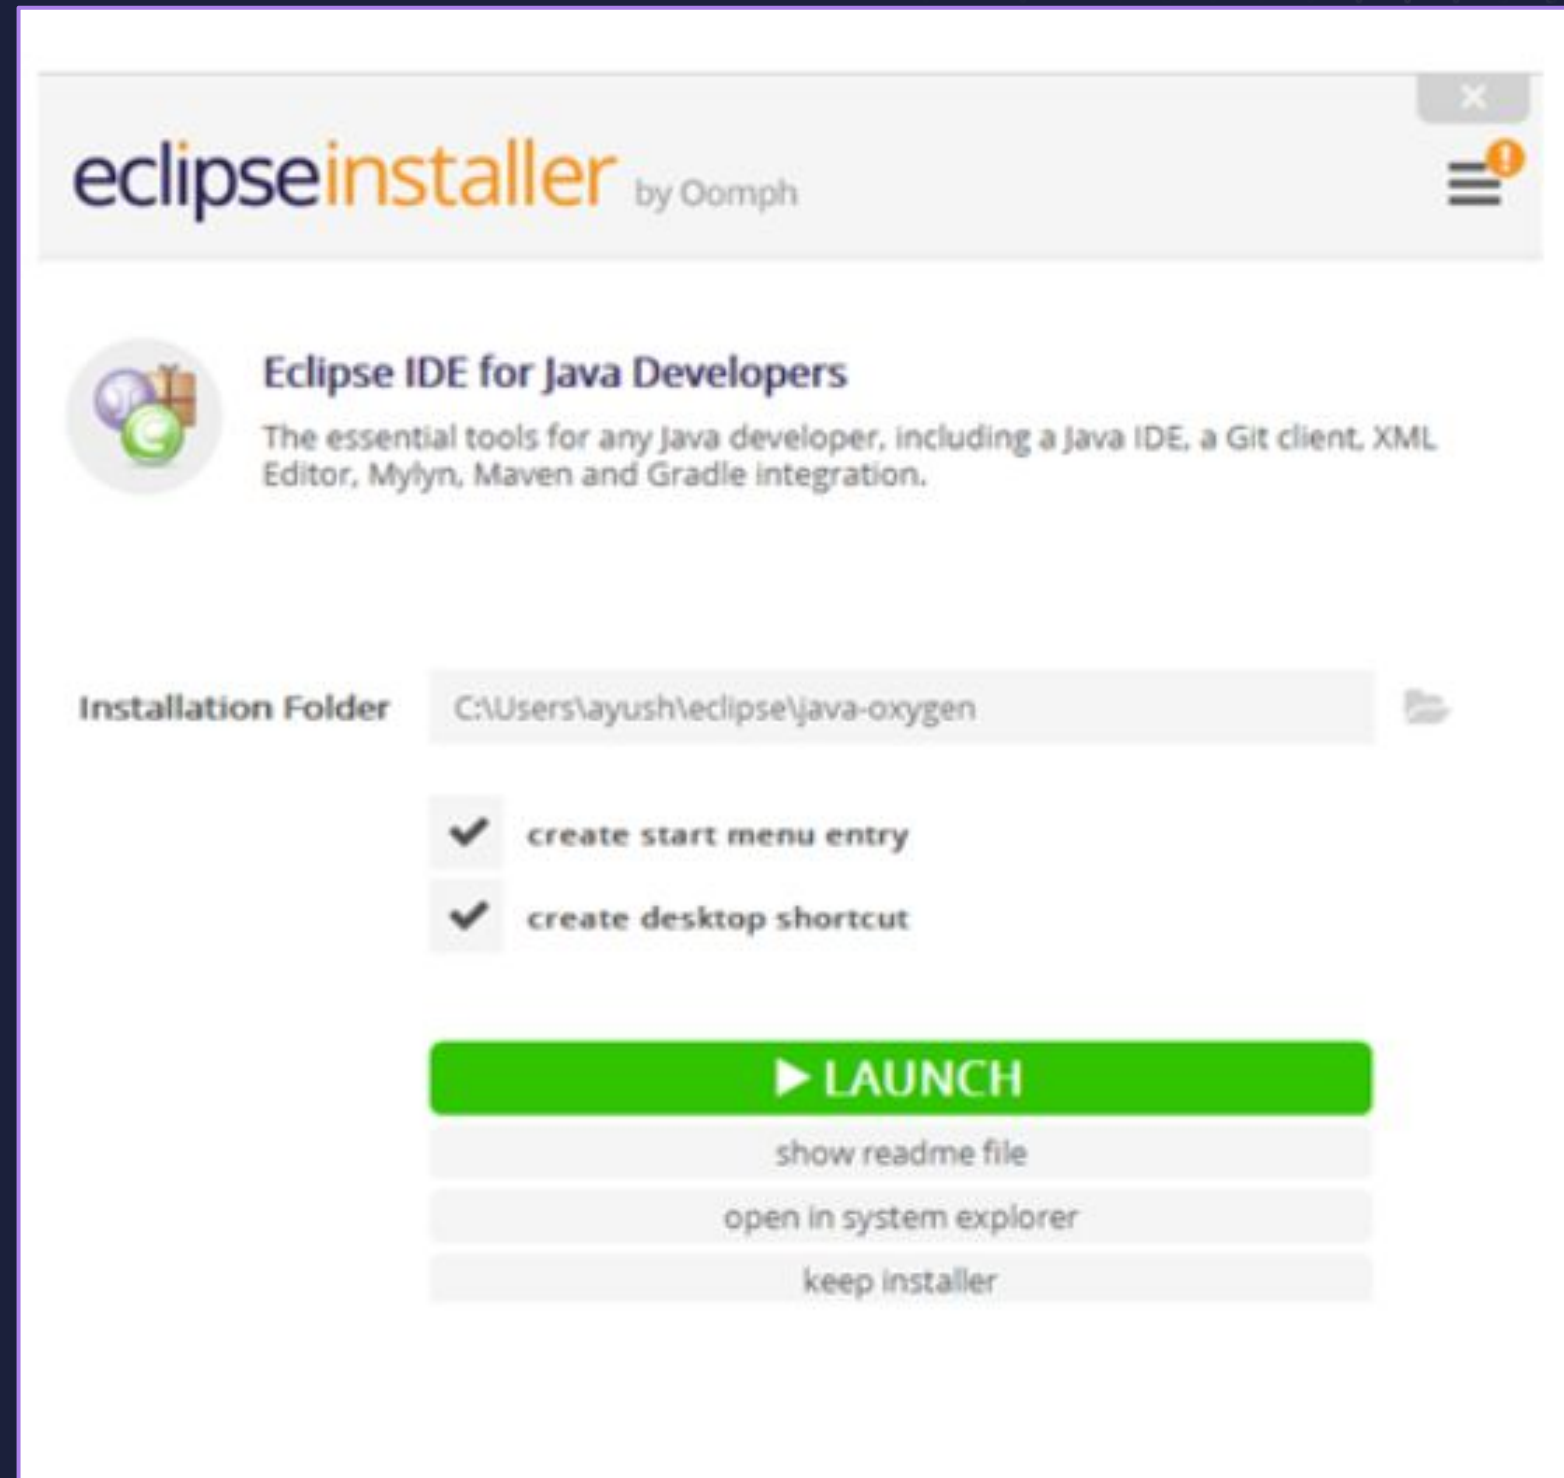 eclipseinstaller by Oomph
Eclipse IDE for Java Developers
The essential tools for any Java developer, including a Java IDE, a Git client, XML
Editor, Mylyn, Maven and Gradle integration.
Installation Folder C:\Users\ayush\eclipse\java-oxygen
create start menu entry
create desktop shortcut
LAUNCH
show readme file
open in system explorer
keep installer